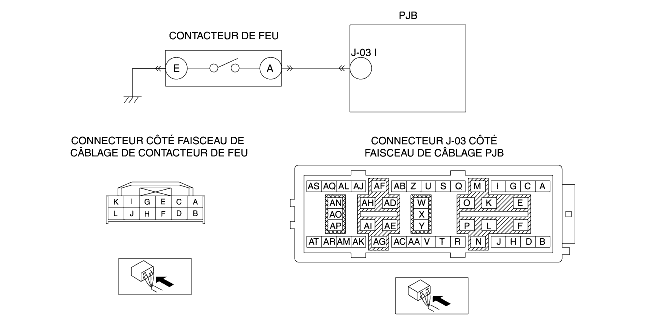 PJB
CONTACTEUR DE FEU
E A J-03 I
CONNECTEUR CÔTÉ FAISCEAU DE
CÂBLAGE DE CONTACTEUR DE FEU
K I G E C A
L J H F D B
CONNECTEUR J-03 CÔTÉ
FAISCEAU DE CÂBLAGE PJB
AS AQ AL AJ AF AB Z U S Q M I G C A
AN AH AD W O K E
AO X
AP AI AE Y P L F
AT AR AM AK AG AC AA V T R N J H D B